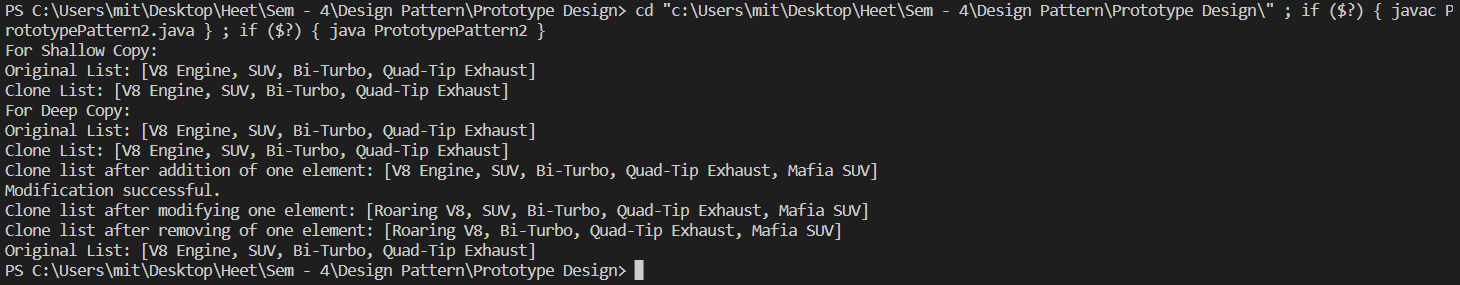 PS C:\Users\mit\Desktop\Heet\Sem - 4\Design Pattern\Prototype Design> cd "c:\Users\mit\Desktop\Heet\Sem - 4\Design Pattern\Prototype Design\" ; if ($?) { javac P
rototypePattern2.java } ; if ($?) { java PrototypePattern2 }
For Shallow Copy:
Original List: [V8 Engine, SUV, Bi-Turbo, Quad-Tip Exhaust]
Clone List: [V8 Engine, SUV, Bi-Turbo, Quad-Tip Exhaust]
For Deep Copy:
Original List: [V8 Engine, SUV, Bi-Turbo, Quad-Tip Exhaust]
Clone List: [V8 Engine, SUV, Bi-Turbo, Quad-Tip Exhaust]
Clone list after addition of one element: [V8 Engine, SUV, Bi-Turbo, Quad-Tip Exhaust, Mafia SUV]
Modification successful.
Clone list after modifying one element: [Roaring V8, SUV, Bi-Turbo, Quad-Tip Exhaust, Mafia SUV]
Clone list after removing of one element: [Roaring V8, Bi-Turbo, Quad-Tip Exhaust, Mafia SUV]
Original List: [V8 Engine, SUV, Bi-Turbo, Quad-Tip Exhaust]
PS C:\Users\mit\Desktop\Heet\Sem - 4\Design Pattern\Prototype Design>